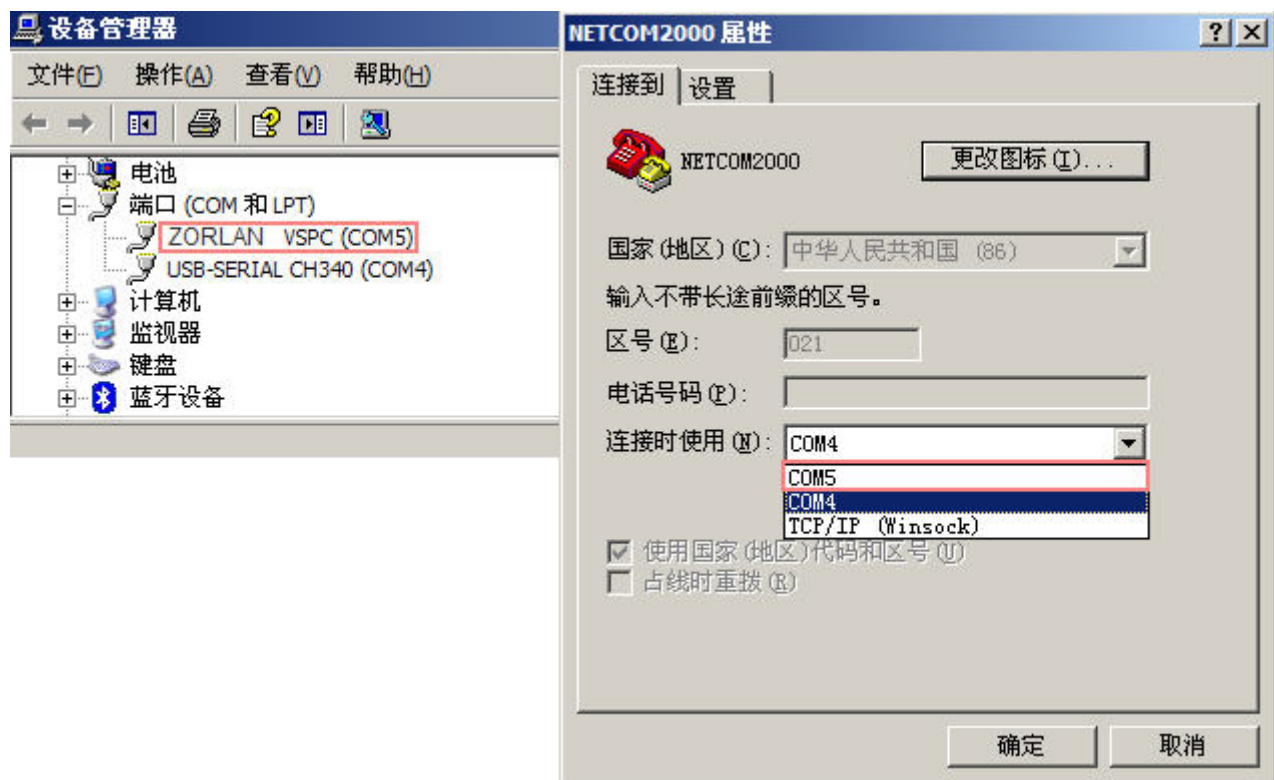 设备管理器
文件(F) 操作(A) 查看(V) 帮助(H)
电池
端口 (COM 和 LPT)
ZORLAN VSPC (COM5)
USB-SERIAL CH340 (COM4)
计算机
监视器
键盘
蓝牙设备
NETCOM2000 属性
连接到 设置
NETCOM2000 更改图标(I)...
国家(地区)(C): 中华人民共和国 (86)
输入不带长途前缀的区号。
区号(E): 021
电话号码(P):
连接时使用(N): COM4
COM5
COM4
TCP/IP (Winsock)
使用国家(地区)代码和区号(U)
占线时重拨(R)
确定 取消